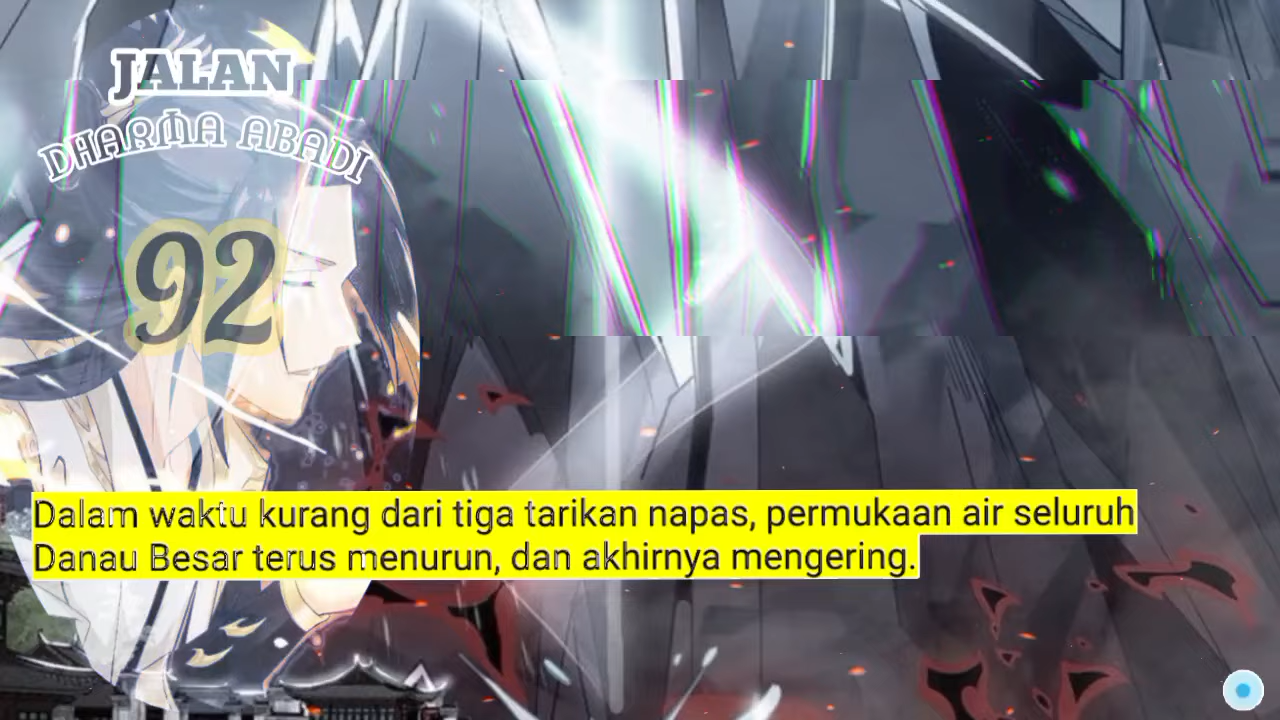 JALAN
DHARMA ABADI
92
Dalam waktu kurang dari tiga tarikan napas, permukaan air seluruh
Danau Besar terus menurun, dan akhirnya mengering.